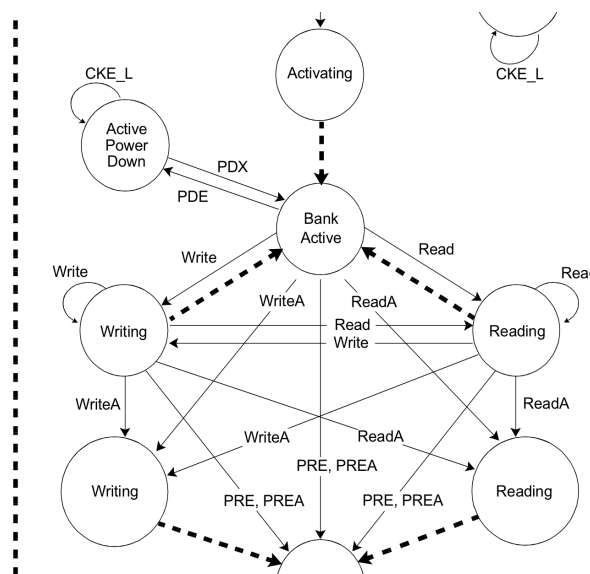 CKE_L
CKE_L
Activating
Active
Power
Down
PDX
PDE
Bank
Active
Write
Read
Write
WriteA
ReadA
Read
Writing
Read
Write
Reading
WriteA
ReadA
WriteA
ReadA
PRE, PREA
Writing
Reading
PRE, PREA
PRE, PREA